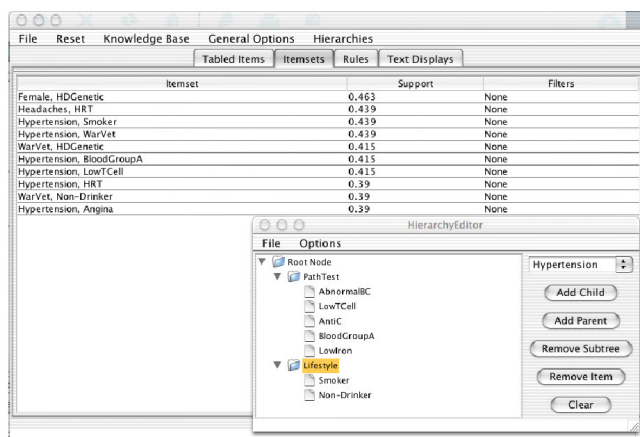 File Reset Knowledge Base General Options Hierarchies
Tabled Items Itemsets Rules Text Displays
Itemset Support Filters
Female, HDGenetic 0.463 None
Headaches, HRT 0.439 None
Hypertension, Smoker 0.439 None
Hypertension, WarVet 0.439 None
WarVet, HDGenetic 0.415 None
Hypertension, BloodGroupA 0.415 None
Hypertension, LowTCell 0.415 None
Hypertension, HRT 0.39 None
WarVet, Non-Drinker 0.39 None
Hypertension, Angina 0.39 None
HierarchyEditor
File Options
Root Node
PathTest
AbnormalBC
LowTCell
AntiC
BloodGroupA
LowIron
Lifestyle
Smoker
Non-Drinker
Hypertension
Add Child
Add Parent
Remove Subtree
Remove Item
Clear